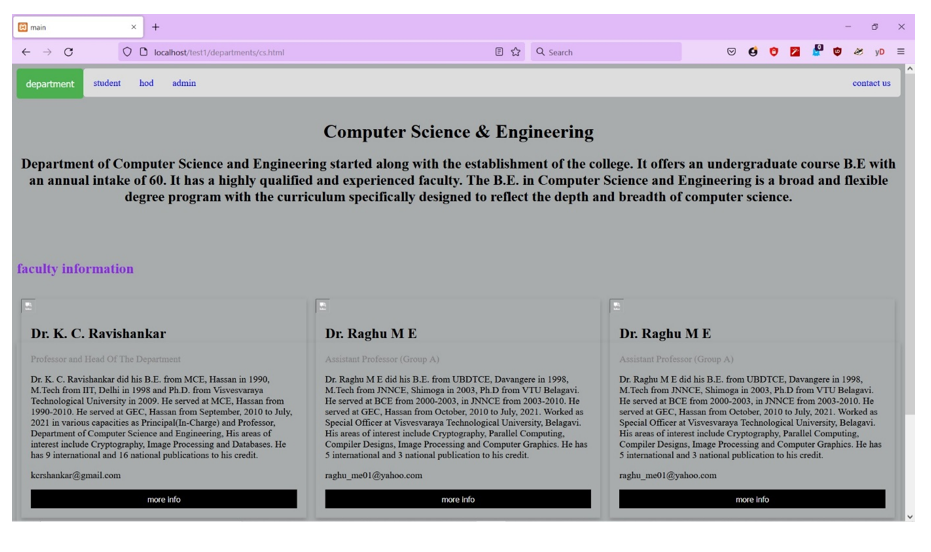 main
localhost/test1/departments/cs.html
Search
department student hod admin contact us
Computer Science & Engineering
Department of Computer Science and Engineering started along with the establishment of the college. It offers an undergraduate course B.E with
an annual intake of 60. It has a highly qualified and experienced faculty. The B.E. in Computer Science and Engineering is a broad and flexible
degree program with the curriculum specifically designed to reflect the depth and breadth of computer science.
faculty information
Dr. K. C. Ravishankar
Professor and Head Of The Department
Dr. K. C. Ravishankar did his B.E. from MCE, Hassan in 1990,
M.Tech from IIT, Delhi in 1998 and Ph.D. from Visvesvaraya
Technological University in 2009. He served at MCE, Hassan from
1990-2010. He served at GEC, Hassan from September, 2010 to July,
2021 in various capacities as Principal(In-Charge) and Professor,
Department of Computer Science and Engineering, His areas of
interest include Cryptography, Image Processing and Databases. He
has 9 international and 16 national publications to his credit.
kcrshankar@gmail.com
more info
Dr. Raghu M E
Assistant Professor (Group A)
Dr. Raghu M E did his B.E. from UBDTCE, Davangere in 1998,
M.Tech from JNNCE, Shimoga in 2003, Ph.D from VTU Belagavi.
He served at BCE from 2000-2003, in JNNCE from 2003-2010. He
served at GEC, Hassan from October, 2010 to July, 2021. Worked as
Special Officer at Visvesvaraya Technological University, Belagavi.
His areas of interest include Cryptography, Parallel Computing,
Compiler Designs, Image Processing and Computer Graphics. He has
5 international and 3 national publication to his credit.
raghu_me01@yahoo.com
more info
Dr. Raghu M E
Assistant Professor (Group A)
Dr. Raghu M E did his B.E. from UBDTCE, Davangere in 1998,
M.Tech from JNNCE, Shimoga in 2003, Ph.D from VTU Belagavi.
He served at BCE from 2000-2003, in JNNCE from 2003-2010. He
served at GEC, Hassan from October, 2010 to July, 2021. Worked as
Special Officer at Visvesvaraya Technological University, Belagavi.
His areas of interest include Cryptography, Parallel Computing,
Compiler Designs, Image Processing and Computer Graphics. He has
5 international and 3 national publication to his credit.
raghu_me01@yahoo.com
more info